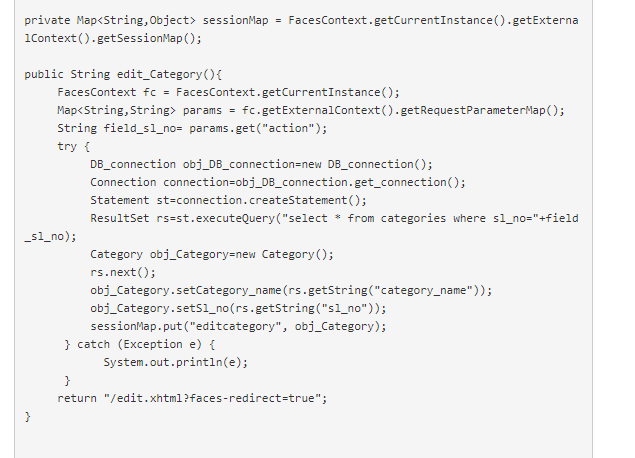 private Map<String,Object> sessionMap = FacesContext.getCurrentInstance().getExterna
lContext().getSessionMap();
public String edit_Category(){
FacesContext fc = FacesContext.getCurrentInstance();
Map<String,String> params = fc.getExternalContext().getRequestParameterMap();
String field_sl_no= params.get("action");
try {
DB_connection obj_DB_connection=new DB_connection();
Connection connection=obj_DB_connection.get_connection();
Statement st=connection.createStatement();
ResultSet rs=st.executeQuery("select * from categories where sl_no="+field
_sl_no);
Category obj_Category=new Category();
rs.next();
obj_Category.setCategory_name(rs.getString("category_name"));
obj_Category.setSl_no(rs.getString("sl_no"));
sessionMap.put("editcategory", obj_Category);
} catch (Exception e) {
System.out.println(e);
}
return "/edit.xhtml?faces-redirect=true";
}